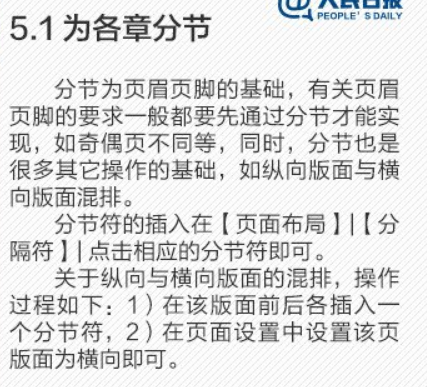 人民日报
PEOPLE'S DAILY
5.1为各章分节
分节为页眉页脚的基础，有关页眉
页脚的要求一般都要先通过分节才能实
现，如奇偶页不同等，同时，分节也是
很多其它操作的基础，如纵向版面与横
向版面混排。
分节符的插入在【页面布局】|【分
隔符】|点击相应的分节符即可。
关于纵向与横向版面的混排，操作
过程如下：1）在该版面前后各插入一
个分节符，2）在页面设置中设置该页
版面为横向即可。